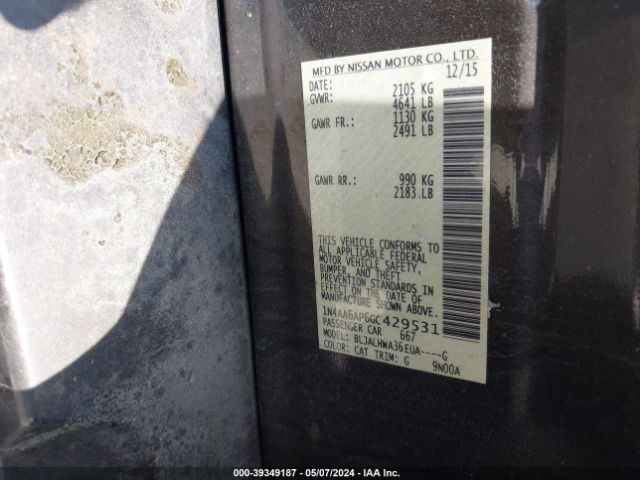 MFD BY NISSAN MOTOR CO., LTD.
DATE: 12/15
GVWR: 2105 KG
4641 LB
GAWR FR.: 1130 KG
2491 LB
GAWR RR.: 990 KG
2183 LB
THIS VEHICLE CONFORMS TO
ALL APPLICABLE FEDERAL
MOTOR VEHICLE SAFETY,
BUMPER, AND THEFT
PREVENTION STANDARDS IN
EFFECT ON THE DATE OF
MANUFACTURE SHOWN ABOVE.
1N4AA6AP6GC429531
PASSENGER CAR 667
MODEL: BLJALHWA36EUA----G
COLOR: CAT TRIM: G 9N00A
000-39349187 - 05/07/2024 - IAA Inc.